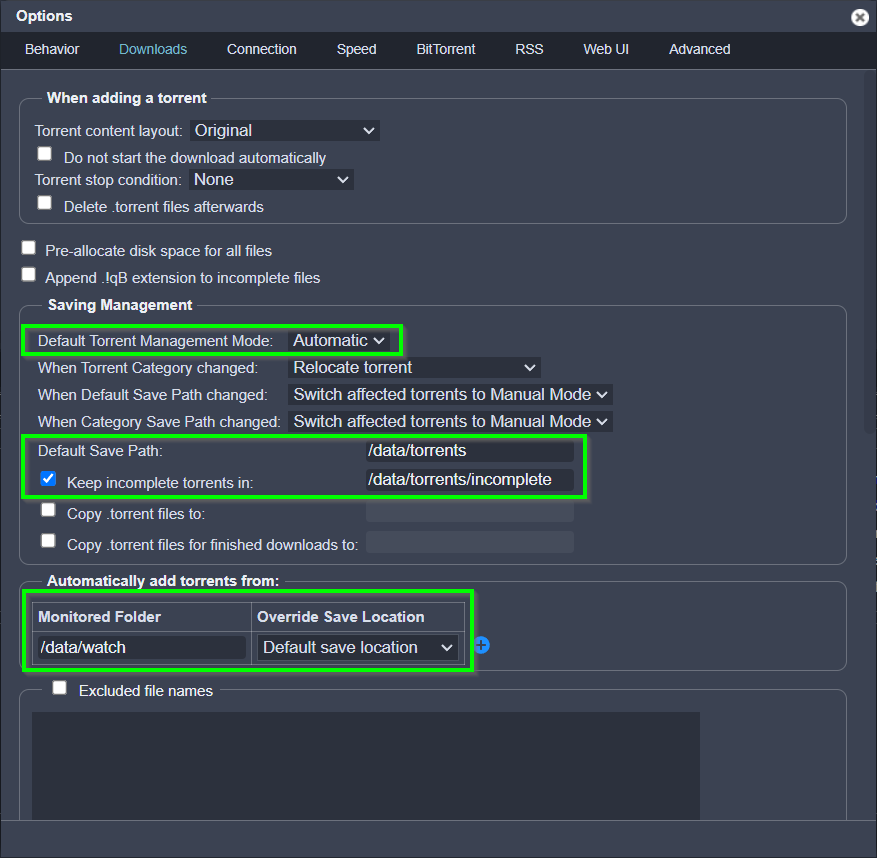 Options
Behavior Downloads Connection Speed BitTorrent RSS Web UI Advanced
When adding a torrent
Torrent content layout: Original
Do not start the download automatically
Torrent stop condition: None
Delete .torrent files afterwards
Pre-allocate disk space for all files
Append .!qB extension to incomplete files
Saving Management
Default Torrent Management Mode: Automatic
When Torrent Category changed: Relocate torrent
When Default Save Path changed: Switch affected torrents to Manual Mode
When Category Save Path changed: Switch affected torrents to Manual Mode
Default Save Path: /data/torrents
Keep incomplete torrents in: /data/torrents/incomplete
Copy .torrent files to:
Copy .torrent files for finished downloads to:
Automatically add torrents from:
Monitored Folder Override Save Location
/data/watch Default save location
Excluded file names